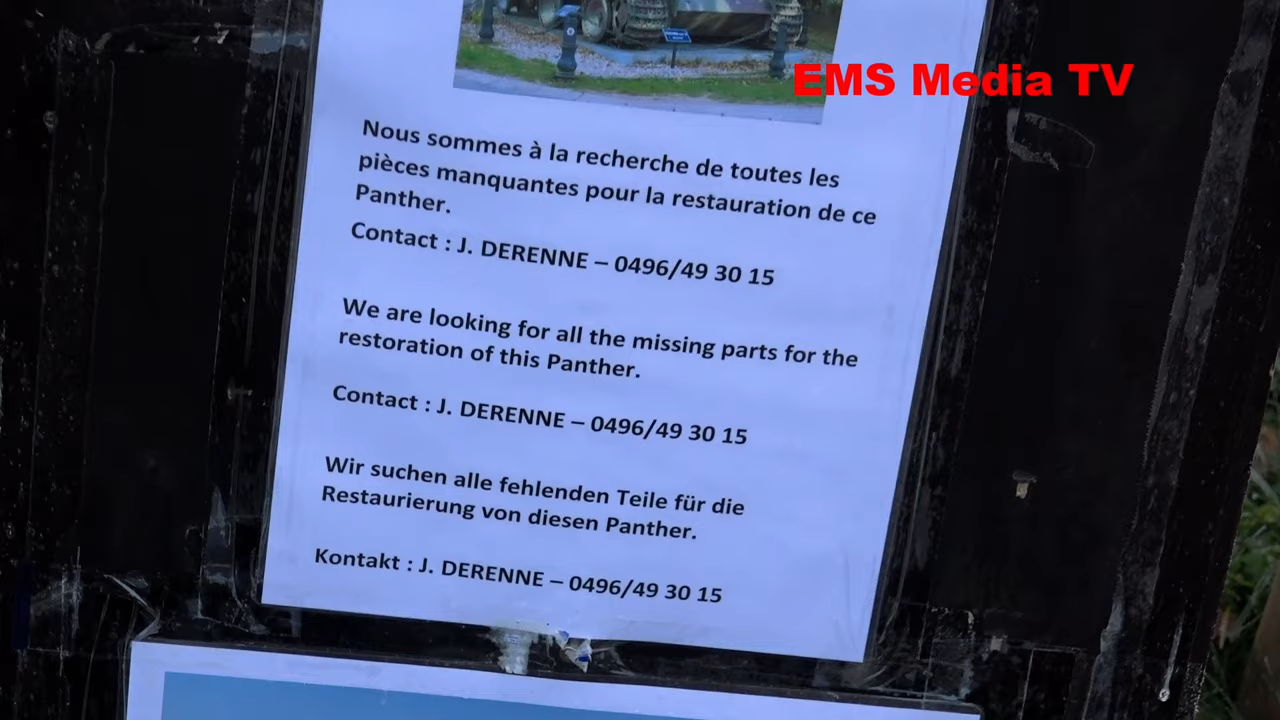 EMS Media TV
Nous sommes à la recherche de toutes les
pièces manquantes pour la restauration de ce
Panther.
Contact : J. DERENNE – 0496/49 30 15
We are looking for all the missing parts for the
restoration of this Panther.
Contact : J. DERENNE – 0496/49 30 15
Wir suchen alle fehlenden Teile für die
Restaurierung von diesen Panther.
Kontakt : J. DERENNE – 0496/49 30 15